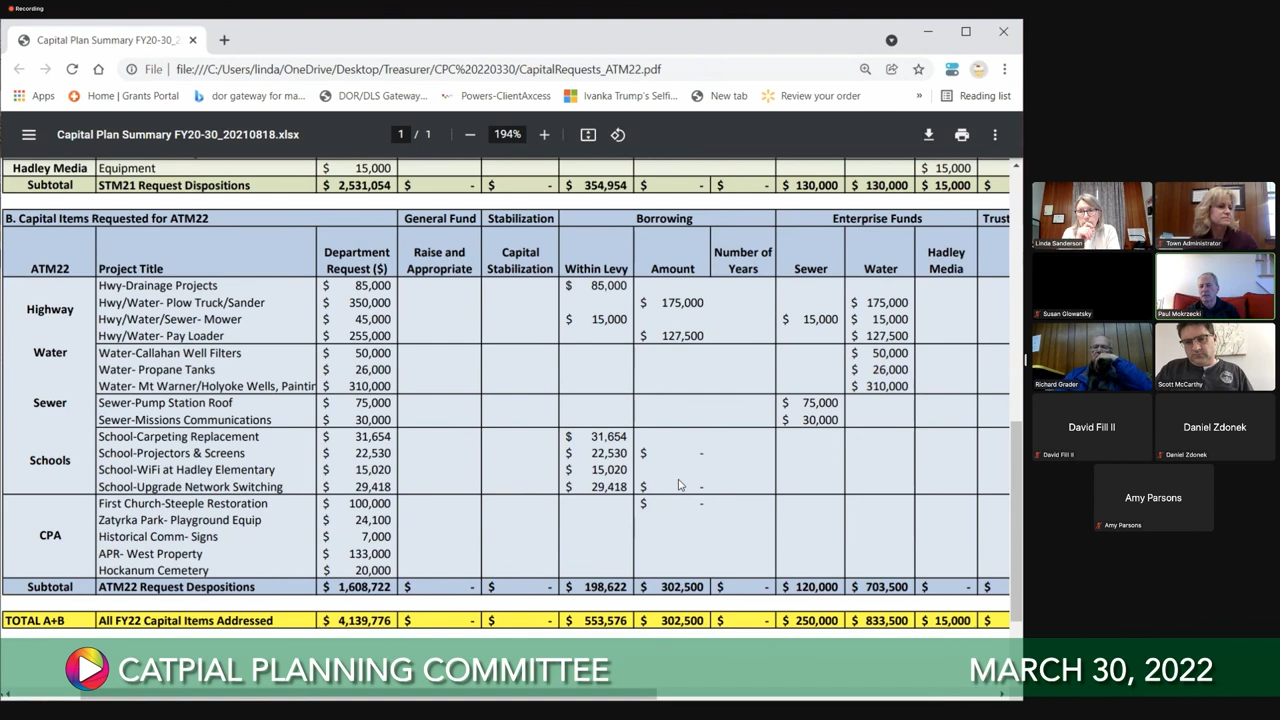 Recording
Capital Plan Summary FY20-30_2
File file:///C:/Users/linda/OneDrive/Desktop/Treasurer/CPC%20220330/CapitalRequests_ATM22.pdf
Apps Home | Grants Portal dor gateway for ma... DOR/DLS Gateway... Powers-ClientAxcess Ivanka Trump's Selfi... New tab Review your order » Reading list
Capital Plan Summary FY20-30_20210818.xlsx 1 / 1 194%
Hadley Media Equipment $ 15,000 $ 15,000
Subtotal STM21 Request Dispositions $ 2,531,054 $ - $ - $ 354,954 $ - $ - $ 130,000 $ 130,000 $ 15,000 $
B. Capital Items Requested for ATM22 General Fund Stabilization Borrowing Enterprise Funds Trust
ATM22 Project Title Department Request ($) Raise and Appropriate Capital Stabilization Within Levy Amount Number of Years Sewer Water Hadley Media
Highway
Hwy-Drainage Projects $ 85,000 $ 85,000
Hwy/Water- Plow Truck/Sander $ 350,000 $ 175,000 $ 175,000
Hwy/Water/Sewer- Mower $ 45,000 $ 15,000 $ 15,000 $ 15,000
Hwy/Water- Pay Loader $ 255,000 $ 127,500 $ 127,500
Water
Water-Callahan Well Filters $ 50,000 $ 50,000
Water- Propane Tanks $ 26,000 $ 26,000
Water- Mt Warner/Holyoke Wells, Paintin $ 310,000 $ 310,000
Sewer
Sewer-Pump Station Roof $ 75,000 $ 75,000
Sewer-Missions Communications $ 30,000 $ 30,000
Schools
School-Carpeting Replacement $ 31,654 $ 31,654
School-Projectors & Screens $ 22,530 $ 22,530 $ -
School-WiFi at Hadley Elementary $ 15,020 $ 15,020
School-Upgrade Network Switching $ 29,418 $ 29,418 $ -
CPA
First Church-Steeple Restoration $ 100,000 $ -
Zatyrka Park- Playground Equip $ 24,100
Historical Comm- Signs $ 7,000
APR- West Property $ 133,000
Hockanum Cemetery $ 20,000
Subtotal ATM22 Request Despositions $ 1,608,722 $ - $ - $ 198,622 $ 302,500 $ - $ 120,000 $ 703,500 $ - $
TOTAL A+B All FY22 Capital Items Addressed $ 4,139,776 $ - $ - $ 553,576 $ 302,500 $ - $ 250,000 $ 833,500 $ 15,000 $
Linda Sanderson
Town Administrator
Susan Glowatsky
Paul Mokrzecki
Richard Grader
Scott McCarthy
David Fill II
David Fill II
Daniel Zdonek
Daniel Zdonek
Amy Parsons
Amy Parsons
CATPIAL PLANNING COMMITTEE
MARCH 30, 2022